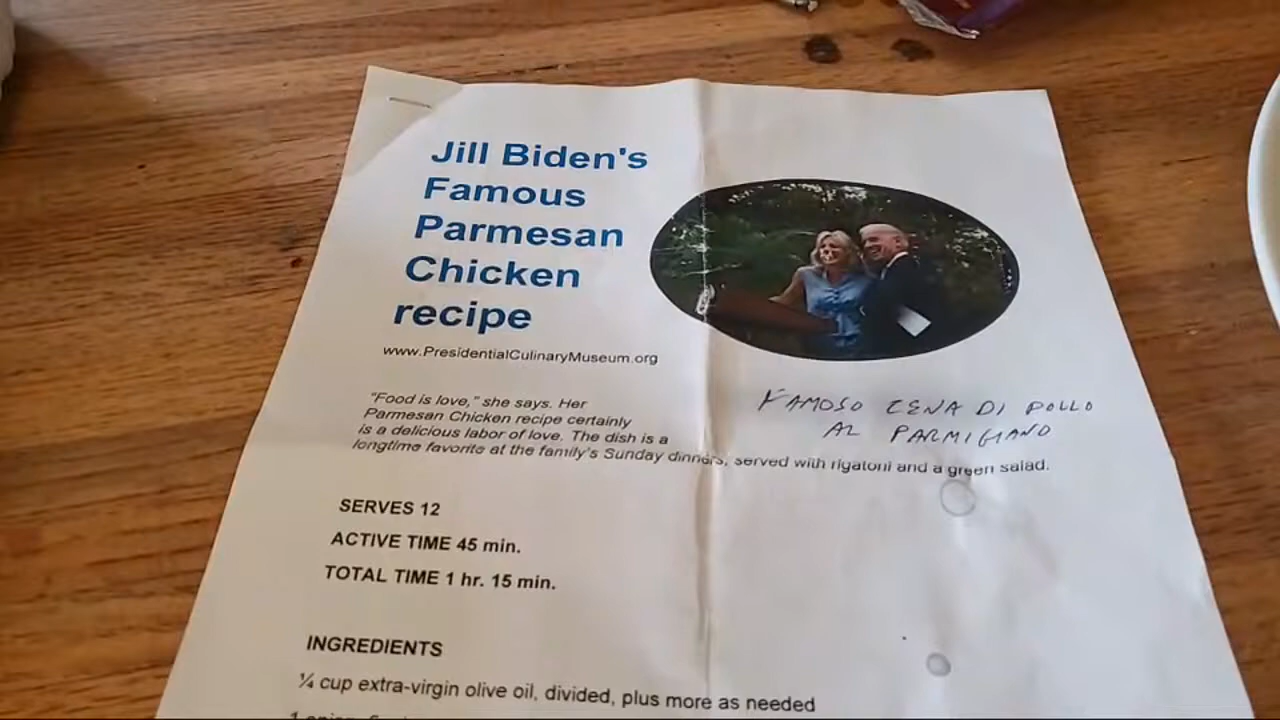 Jill Biden's
Famous
Parmesan
Chicken
recipe
www.PresidentialCulinaryMuseum.org
"Food is love," she says. Her
Parmesan Chicken recipe certainly
is a delicious labor of love. The dish is a
longtime favorite at the family's Sunday dinners, served with rigatoni and a green salad.
FAMOSO CENA DI POLLO
AL PARMIGIANO
SERVES 12
ACTIVE TIME 45 min.
TOTAL TIME 1 hr. 15 min.
INGREDIENTS
¼ cup extra-virgin olive oil, divided, plus more as needed